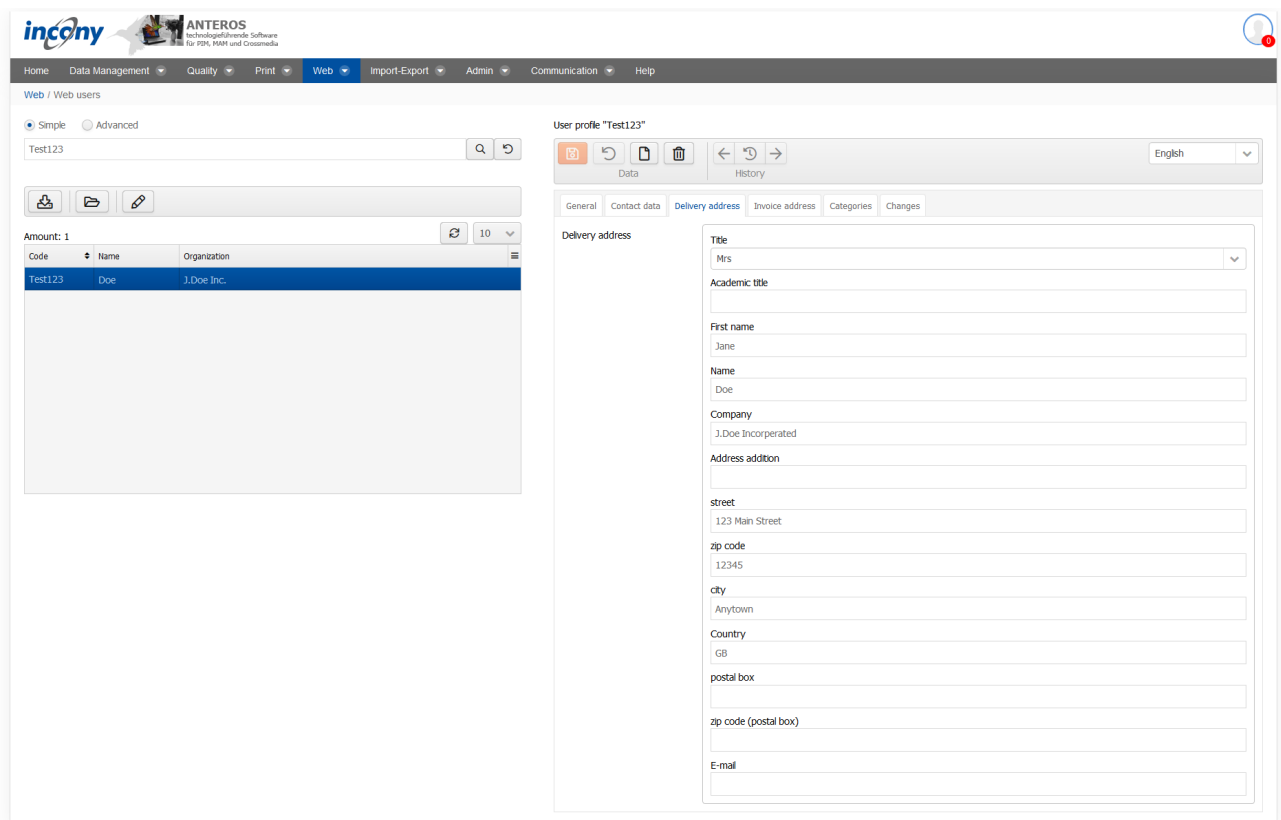 incony
ANTEROS
technologieführende Software
für PIM, MAM und Crossmedia
0
Home Data Management Quality Print Web Import-Export Admin Communication Help
Web / Web users
Simple Advanced
Test123
Amount: 1
10
Code Name Organization
Test123 Doe J.Doe Inc.
User profile "Test123"
Data History
English
General Contact data Delivery address Invoice address Categories Changes
Delivery address
Title
Mrs
Academic title
First name
Jane
Name
Doe
Company
J.Doe Incorperated
Address addition
street
123 Main Street
zip code
12345
city
Anytown
Country
GB
postal box
zip code (postal box)
E-mail